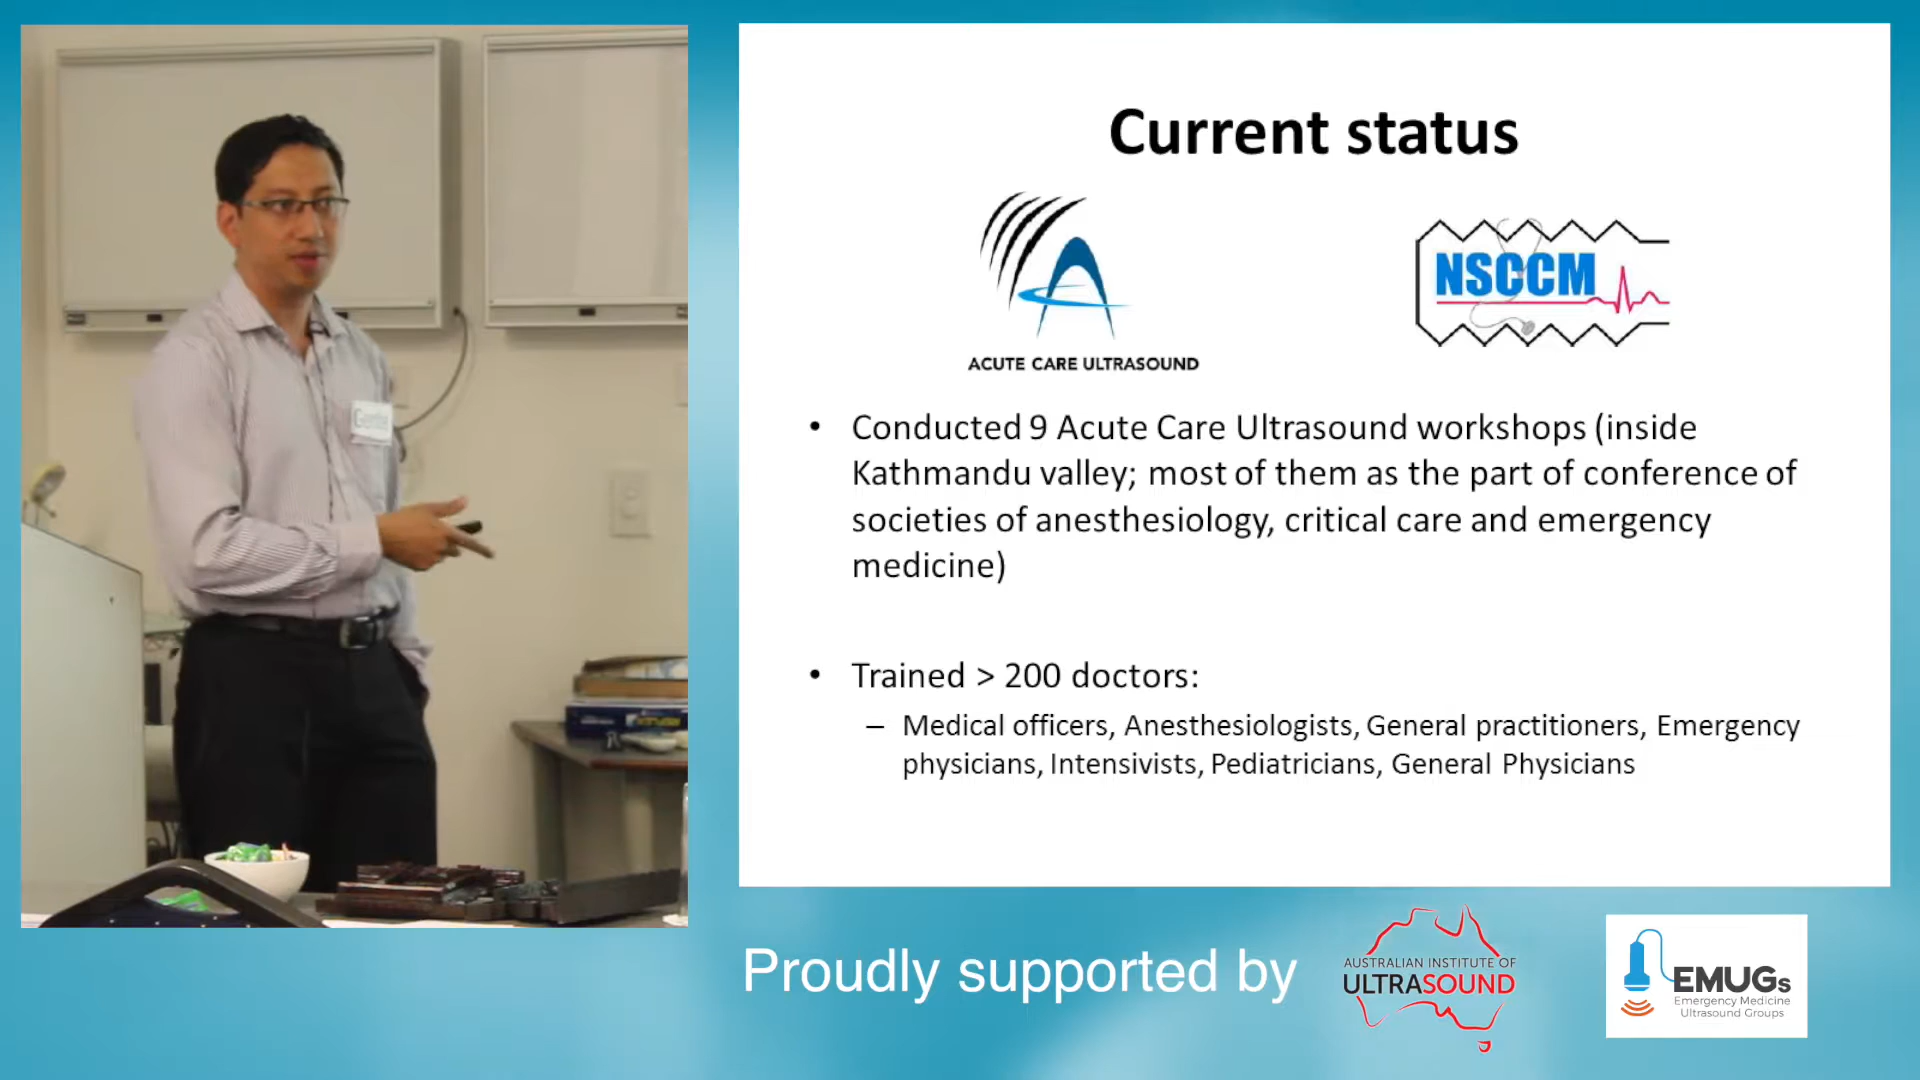 Current status
ACUTE CARE ULTRASOUND
NSCCM
• Conducted 9 Acute Care Ultrasound workshops (inside
Kathmandu valley; most of them as the part of conference of
societies of anesthesiology, critical care and emergency
medicine)
• Trained > 200 doctors:
– Medical officers, Anesthesiologists, General practitioners, Emergency
physicians, Intensivists, Pediatricians, General Physicians
Proudly supported by
AUSTRALIAN INSTITUTE OF
ULTRASOUND
EMUGs
Emergency Medicine
Ultrasound Groups